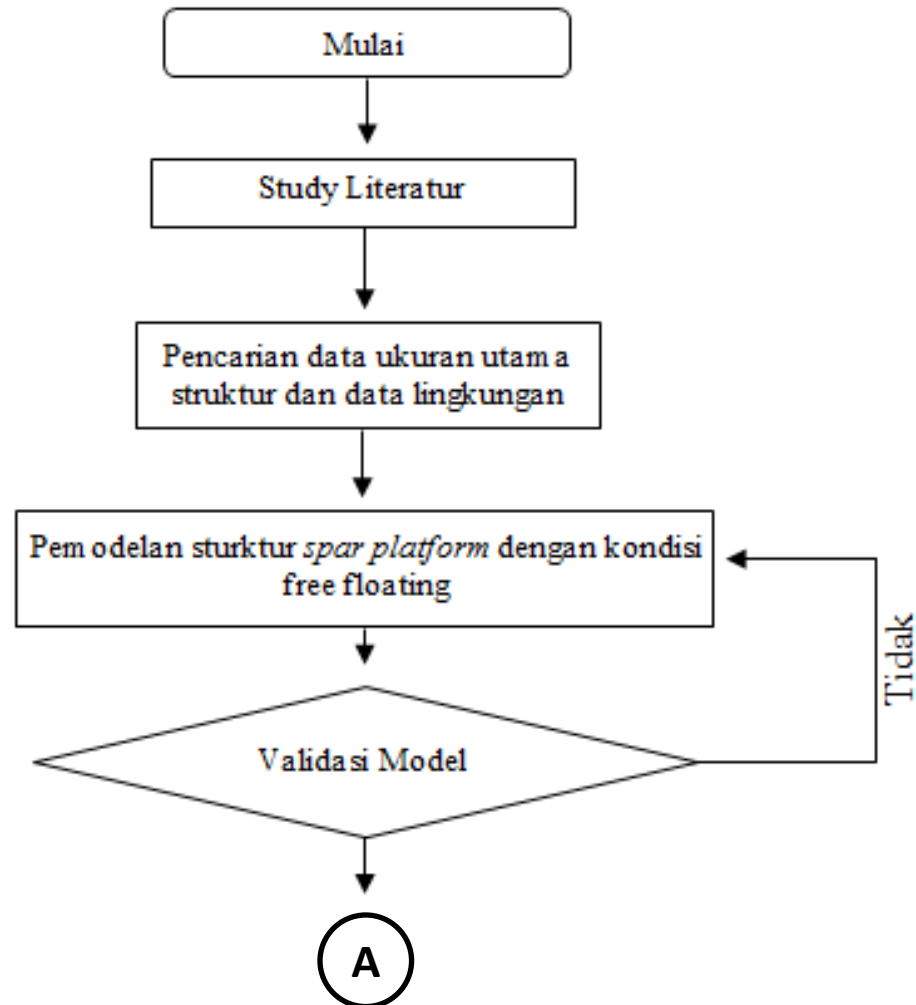 Mulai
Study Literatur
Pencarian data ukuran utama
struktur dan data lingkungan
Pemodelan sturktur spar platform dengan kondisi
free floating
Tidak
Validasi Model
A